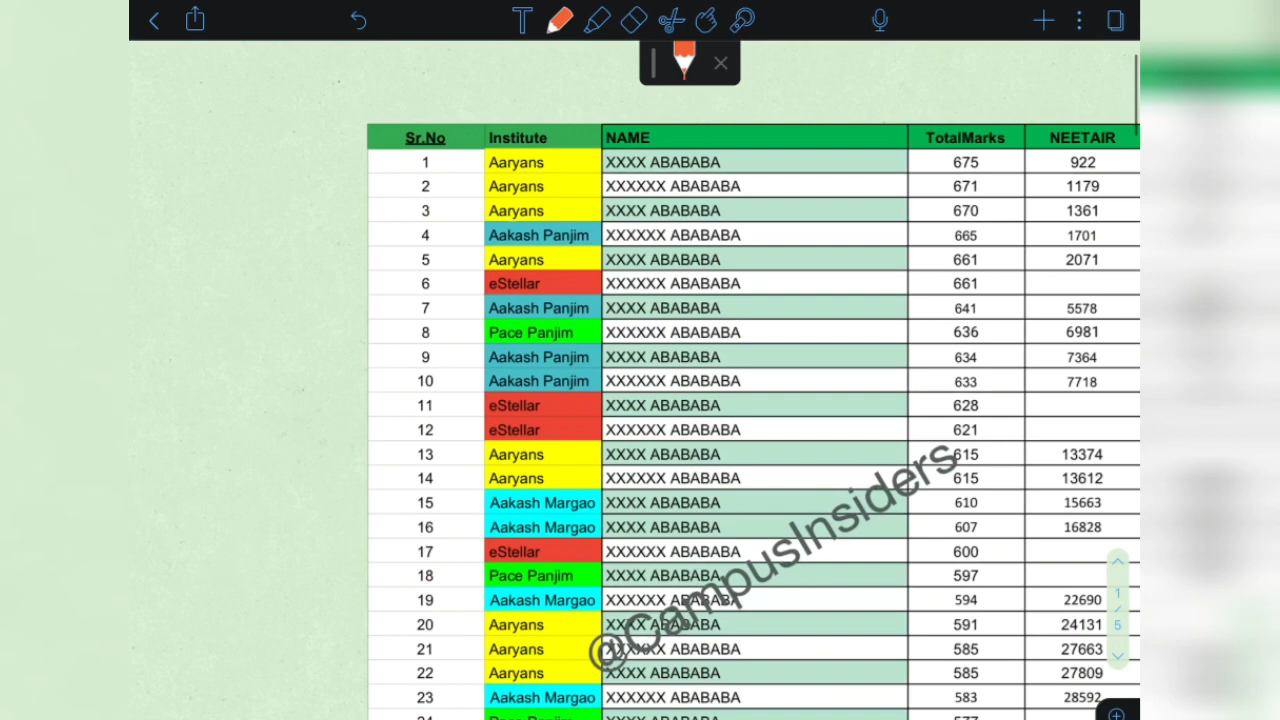 T
Sr.No Institute NAME TotalMarks NEETAIR
1 Aaryans XXXX ABABABA 675 922
2 Aaryans XXXXXX ABABABA 671 1179
3 Aaryans XXXX ABABABA 670 1361
4 Aakash Panjim XXXXXX ABABABA 665 1701
5 Aaryans XXXX ABABABA 661 2071
6 eStellar XXXXXX ABABABA 661
7 Aakash Panjim XXXX ABABABA 641 5578
8 Pace Panjim XXXXXX ABABABA 636 6981
9 Aakash Panjim XXXX ABABABA 634 7364
10 Aakash Panjim XXXXXX ABABABA 633 7718
11 eStellar XXXX ABABABA 628
12 eStellar XXXXXX ABABABA 621
13 Aaryans XXXX ABABABA 615 13374
14 Aaryans XXXXXX ABABABA 615 13612
15 Aakash Margao XXXX ABABABA 610 15663
16 Aakash Margao XXXX ABABABA 607 16828
17 eStellar XXXXXX ABABABA 600
18 Pace Panjim XXXX ABABABA 597
19 Aakash Margao XXXXXX ABABABA 594 22690
20 Aaryans XXXX ABABABA 591 24131
21 Aaryans XXXXXX ABABABA 585 27663
22 Aaryans XXXX ABABABA 585 27809
23 Aakash Margao XXXXXX ABABABA 583 28592
@CampusInsiders
1
/
5